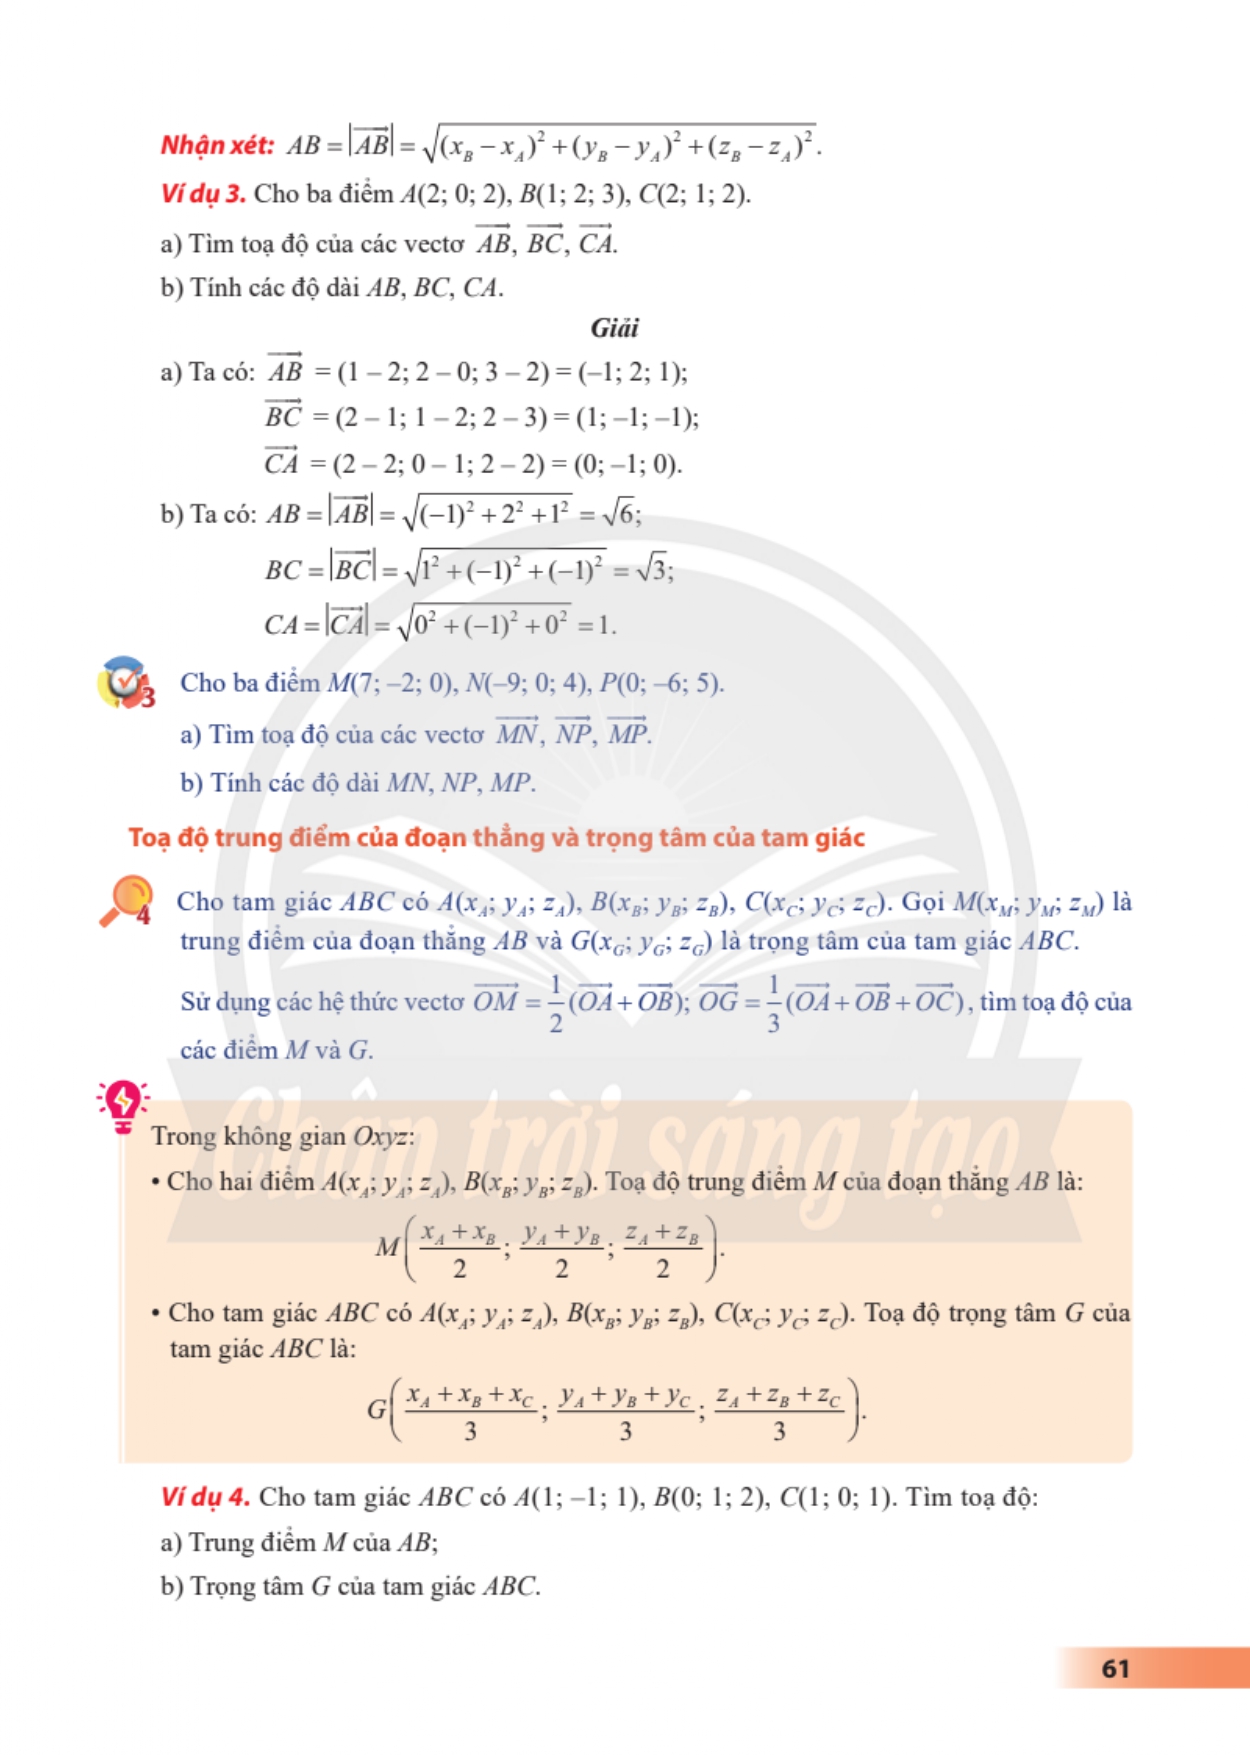 Nhận xét: AB = |\overrightarrow{AB}| = \sqrt{(x_B – x_A)^2 + (y_B – y_A)^2 + (z_B – z_A)^2}.
Ví dụ 3. Cho ba điểm A(2; 0; 2), B(1; 2; 3), C(2; 1; 2).
a) Tìm toạ độ của các vectơ \overrightarrow{AB}, \overrightarrow{BC}, \overrightarrow{CA}.
b) Tính các độ dài AB, BC, CA.
Giải
a) Ta có: \overrightarrow{AB} = (1 – 2; 2 – 0; 3 – 2) = (–1; 2; 1);
\overrightarrow{BC} = (2 – 1; 1 – 2; 2 – 3) = (1; –1; –1);
\overrightarrow{CA} = (2 – 2; 0 – 1; 2 – 2) = (0; –1; 0).
b) Ta có: AB = |\overrightarrow{AB}| = \sqrt{(–1)^2 + 2^2 + 1^2} = \sqrt{6};
BC = |\overrightarrow{BC}| = \sqrt{1^2 + (–1)^2 + (–1)^2} = \sqrt{3};
CA = |\overrightarrow{CA}| = \sqrt{0^2 + (–1)^2 + 0^2} = 1.
3 Cho ba điểm M(7; –2; 0), N(–9; 0; 4), P(0; –6; 5).
a) Tìm toạ độ của các vectơ \overrightarrow{MN}, \overrightarrow{NP}, \overrightarrow{MP}.
b) Tính các độ dài MN, NP, MP.
Toạ độ trung điểm của đoạn thẳng và trọng tâm của tam giác
4 Cho tam giác ABC có A(x_A; y_A; z_A), B(x_B; y_B; z_B), C(x_C; y_C; z_C). Gọi M(x_M; y_M; z_M) là
trung điểm của đoạn thẳng AB và G(x_G; y_G; z_G) là trọng tâm của tam giác ABC.
Sử dụng các hệ thức vectơ \overrightarrow{OM} = \frac{1}{2}(\overrightarrow{OA} + \overrightarrow{OB}); \overrightarrow{OG} = \frac{1}{3}(\overrightarrow{OA} + \overrightarrow{OB} + \overrightarrow{OC}), tìm toạ độ của
các điểm M và G.
Chân trời sáng tạo
Trong không gian Oxyz:
• Cho hai điểm A(x_A; y_A; z_A), B(x_B; y_B; z_B). Toạ độ trung điểm M của đoạn thẳng AB là:
M(\frac{x_A + x_B}{2}; \frac{y_A + y_B}{2}; \frac{z_A + z_B}{2}).
• Cho tam giác ABC có A(x_A; y_A; z_A), B(x_B; y_B; z_B), C(x_C; y_C; z_C). Toạ độ trọng tâm G của
tam giác ABC là:
G(\frac{x_A + x_B + x_C}{3}; \frac{y_A + y_B + y_C}{3}; \frac{z_A + z_B + z_C}{3}).
Ví dụ 4. Cho tam giác ABC có A(1; –1; 1), B(0; 1; 2), C(1; 0; 1). Tìm toạ độ:
a) Trung điểm M của AB;
b) Trọng tâm G của tam giác ABC.
61